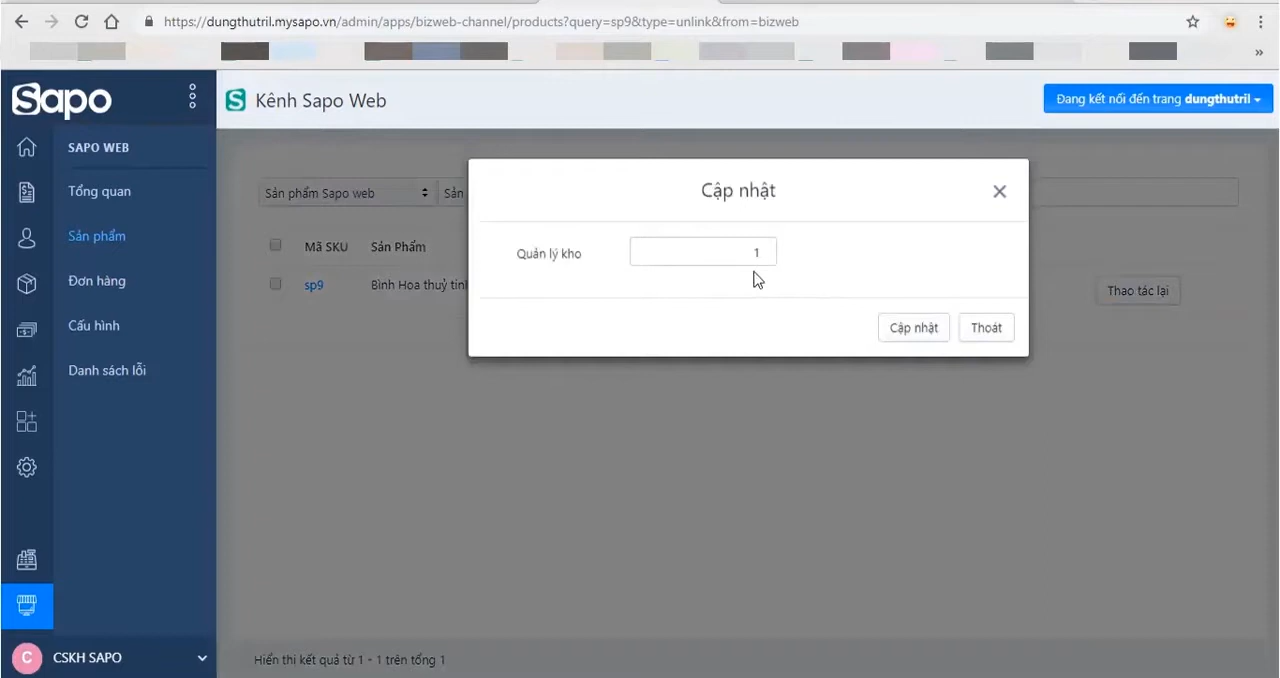 https://dungthutril.mysapo.vn/admin/apps/bizweb-channel/products?query=sp9&type=unlink&from=bizweb
»
Sapo
Kênh Sapo Web
Đang kết nối đến trang dungthutril
SAPO WEB
Tổng quan
Sản phẩm
Đơn hàng
Cấu hình
Danh sách lỗi
Sản phẩm Sapo web
Sản
Mã SKU
Sản Phẩm
sp9
Bình Hoa thuỷ tin
Thao tác lại
Cập nhật
Quản lý kho
1
Cập nhật
Thoát
C
CSKH SAPO
Hiển thi kết quả từ 1 - 1 trên tổng 1